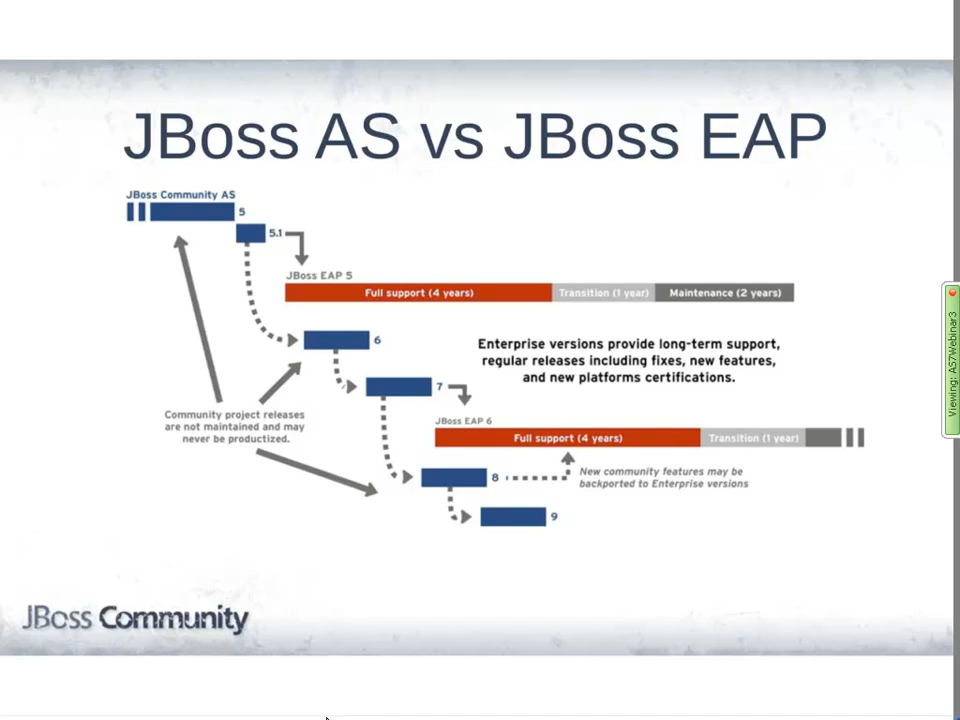 JBoss AS vs JBoss EAP
JBoss Community AS
5
5.1
JBoss EAP 5
Full support (4 years)
Transition (1 year)
Maintenance (2 years)
6
Enterprise versions provide long-term support,
regular releases including fixes, new features,
and new platforms certifications.
7
Community project releases
are not maintained and may
never be productized.
JBoss EAP 6
Full support (4 years)
Transition (1 year)
8
New community features may be
backported to Enterprise versions
9
JBoss Community
Viewing: AS7Webinar3